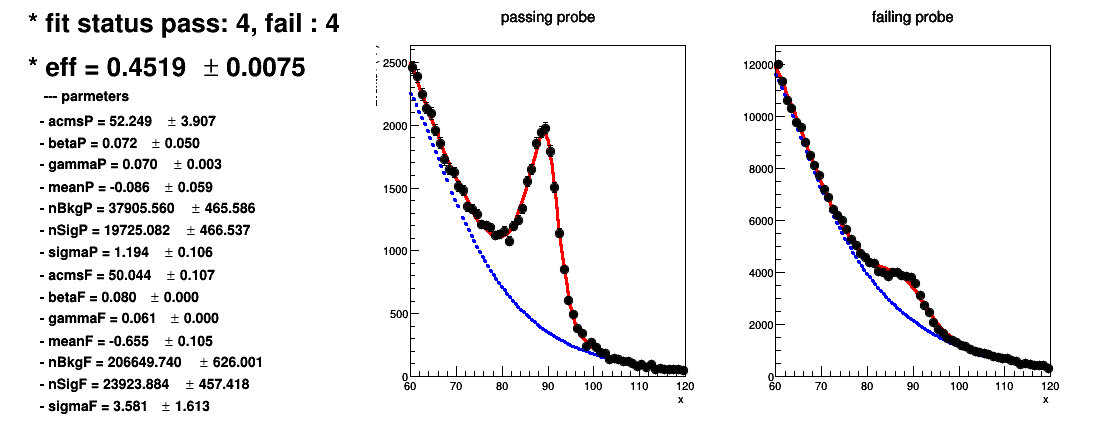 * fit status pass: 4, fail : 4
* eff = 0.4519 ± 0.0075
--- parmeters
- acmsP = 52.249 ± 3.907
- betaP = 0.072 ± 0.050
- gammaP = 0.070 ± 0.003
- meanP = -0.086 ± 0.059
- nBkgP = 37905.560 ± 465.586
- nSigP = 19725.082 ± 466.537
- sigmaP = 1.194 ± 0.106
- acmsF = 50.044 ± 0.107
- betaF = 0.080 ± 0.000
- gammaF = 0.061 ± 0.000
- meanF = -0.655 ± 0.105
- nBkgF = 206649.740 ± 626.001
- nSigF = 23923.884 ± 457.418
- sigmaF = 3.581 ± 1.613
passing probe
2500
2000
1500
1000
500
0
60 70 80 90 100 110 120
x
failing probe
12000
10000
8000
6000
4000
2000
0
60 70 80 90 100 110 120
x